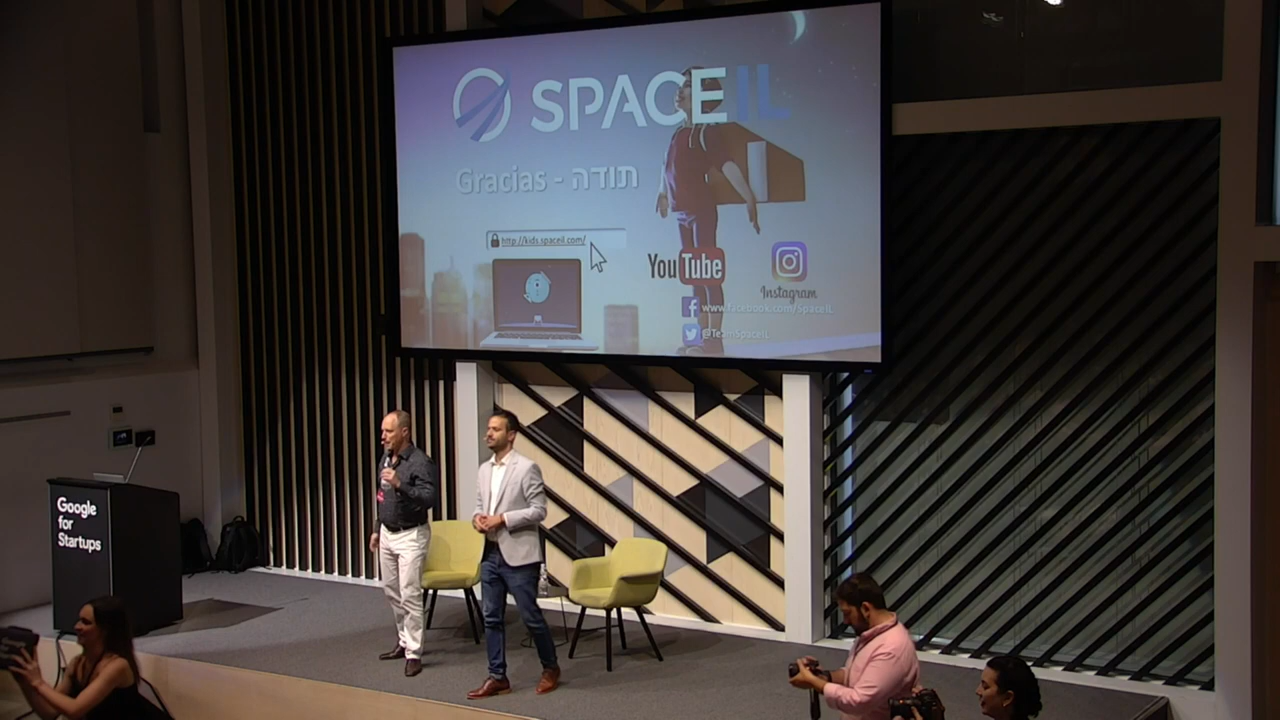 SPACEIL
Gracias - תודה
http://kids.spaceil.com/
YouTube
Instagram
www.facebook.com/SpaceIL
@TeamSpaceIL
Google
for
Startups